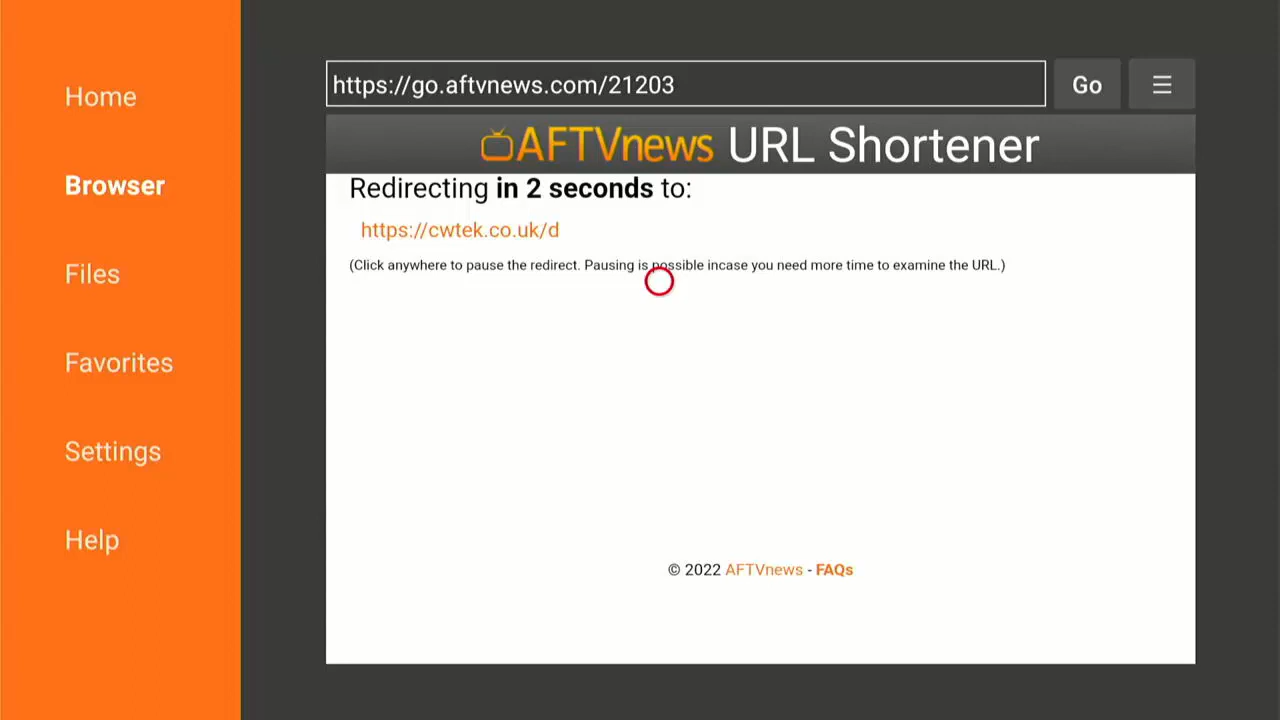 Home
Browser
Files
Favorites
Settings
Help
https://go.aftvnews.com/21203
Go
AFTVnews URL Shortener
Redirecting in 2 seconds to:
https://cwtek.co.uk/d
(Click anywhere to pause the redirect. Pausing is possible incase you need more time to examine the URL.)
© 2022 AFTVnews - FAQs